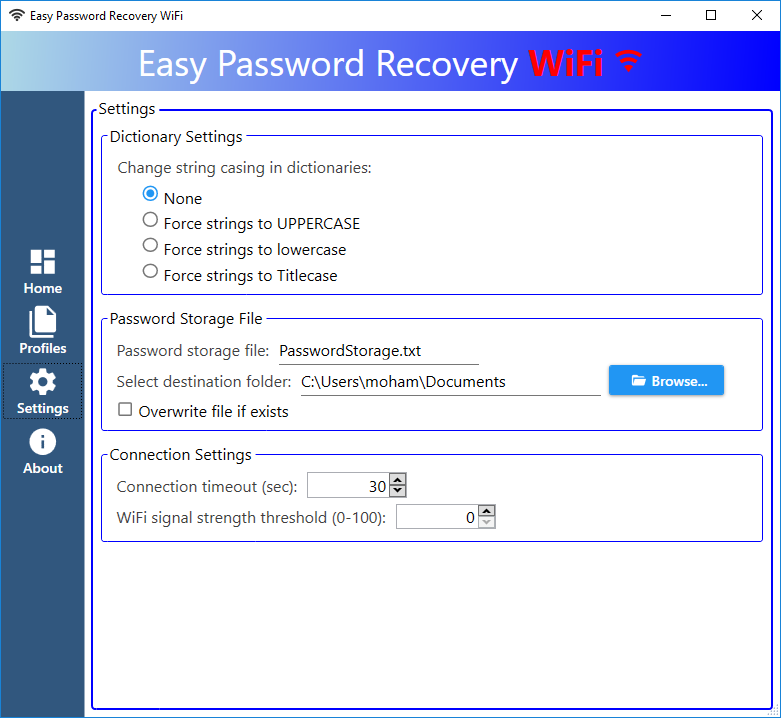 Easy Password Recovery WiFi
Easy Password Recovery WiFi
Settings
Dictionary Settings
Change string casing in dictionaries:
None
Force strings to UPPERCASE
Force strings to lowercase
Force strings to Titlecase
Home
Profiles
Settings
About
Password Storage File
Password storage file: PasswordStorage.txt
Select destination folder: C:\Users\moham\Documents Browse...
Overwrite file if exists
Connection Settings
Connection timeout (sec): 30
WiFi signal strength threshold (0-100): 0